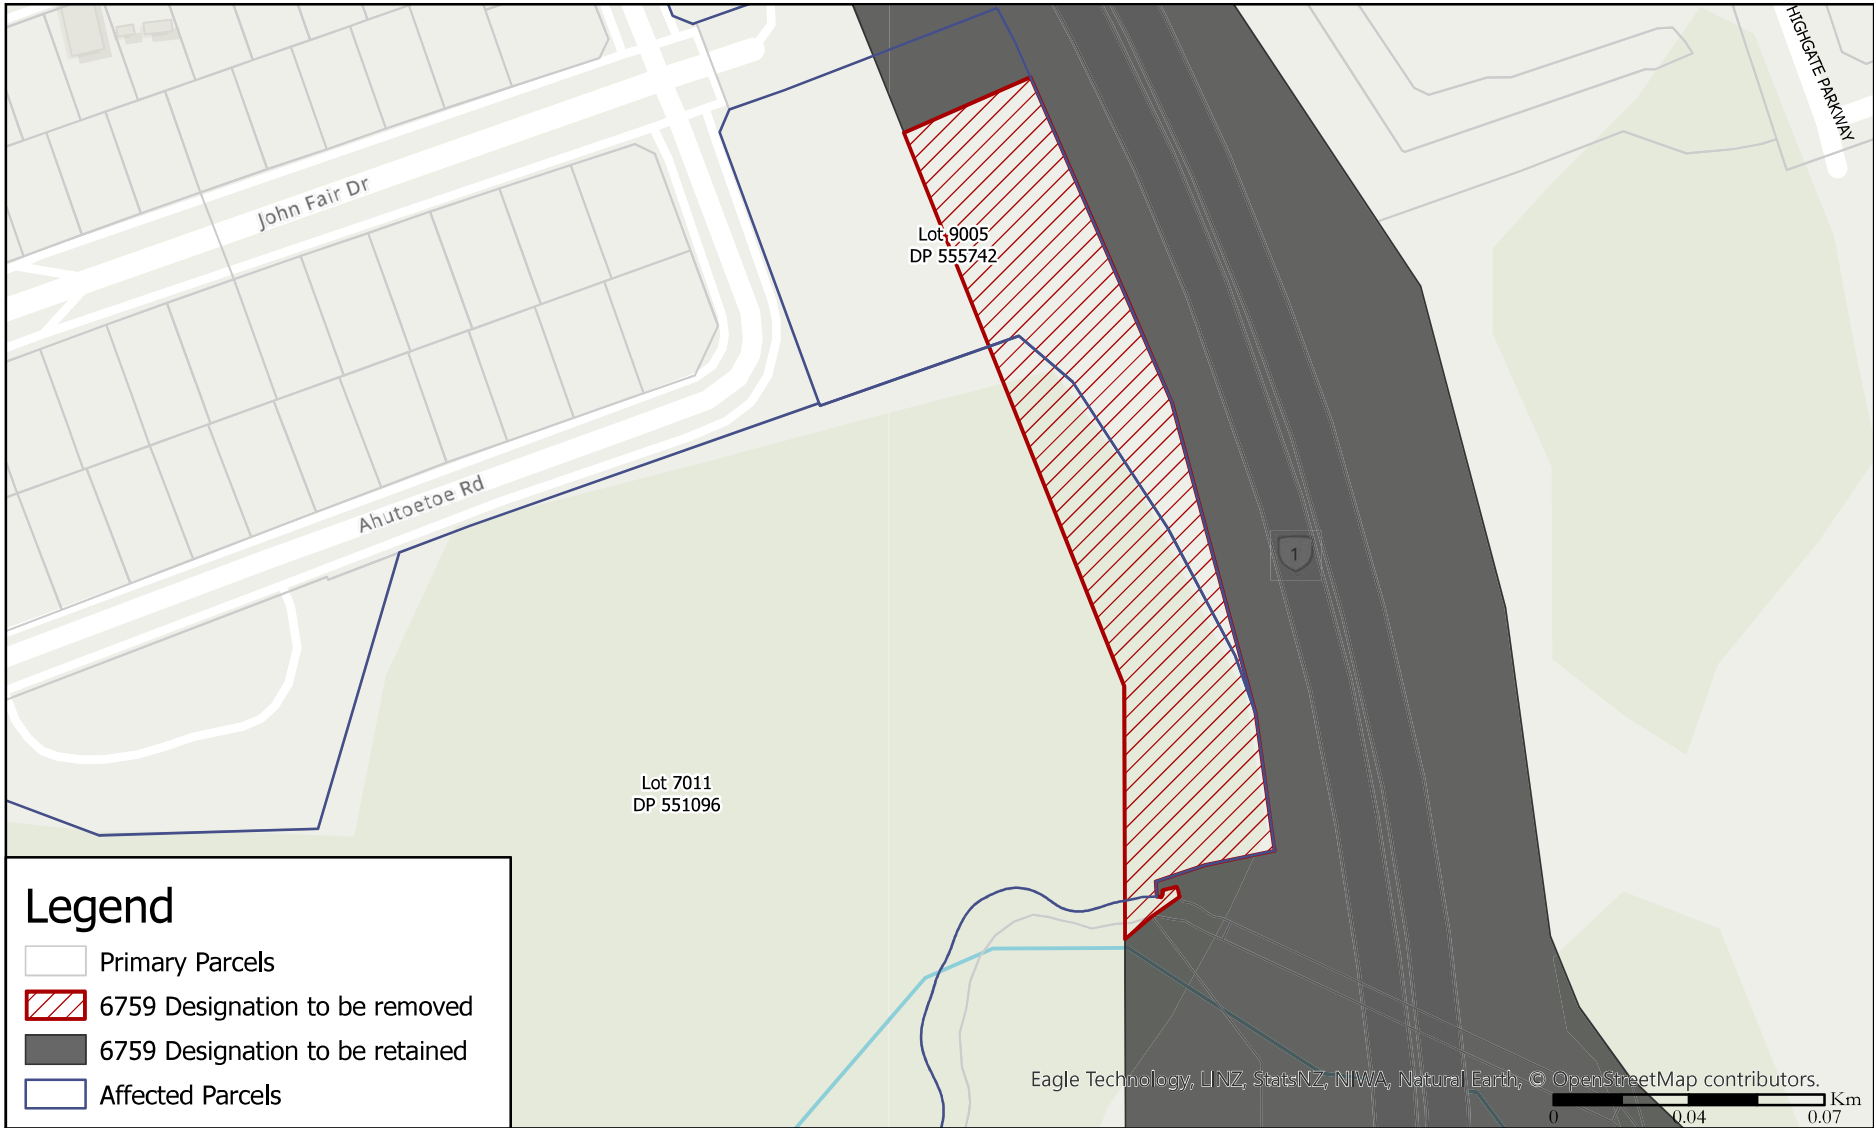 HIGHGATE PARKWAY
John Fair Dr
Lot 9005
DP 555742
Ahutoetoe Rd
1
Lot 7011
DP 551096
Legend
Primary Parcels
6759 Designation to be removed
6759 Designation to be retained
Affected Parcels
Eagle Technology, LINZ, StatsNZ, NIWA, Natural Earth, © OpenStreetMap contributors.
Km
0 0.04 0.07